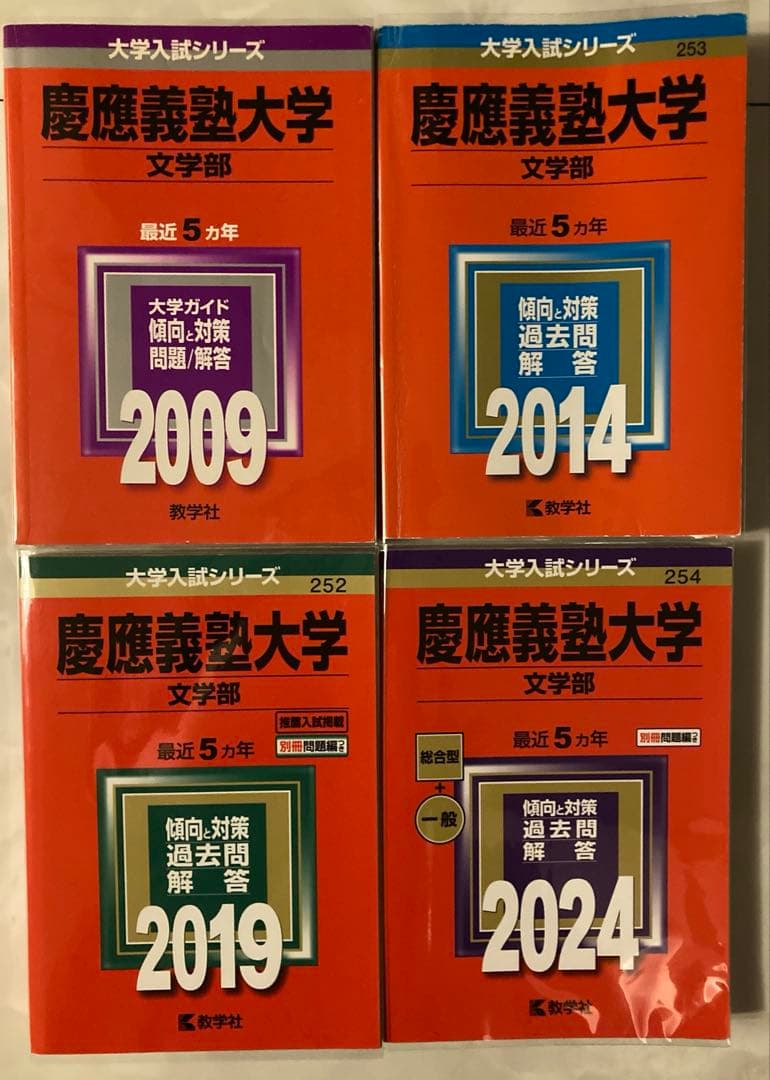 大学入試シリーズ
慶應義塾大学
文学部
最近5ヵ年
大学ガイド
傾向と対策
問題/解答
2009
教学社
大学入試シリーズ
253
慶應義塾大学
文学部
最近5ヵ年
傾向と対策
過去問
解答
2014
教学社
大学入試シリーズ
252
慶應義塾大学
文学部
推薦入試掲載
最近5ヵ年
別冊問題編つき
傾向と対策
過去問
解答
2019
教学社
大学入試シリーズ
254
慶應義塾大学
文学部
最近5ヵ年
別冊問題編つき
総合型
+
一般
傾向と対策
過去問
解答
2024
教学社